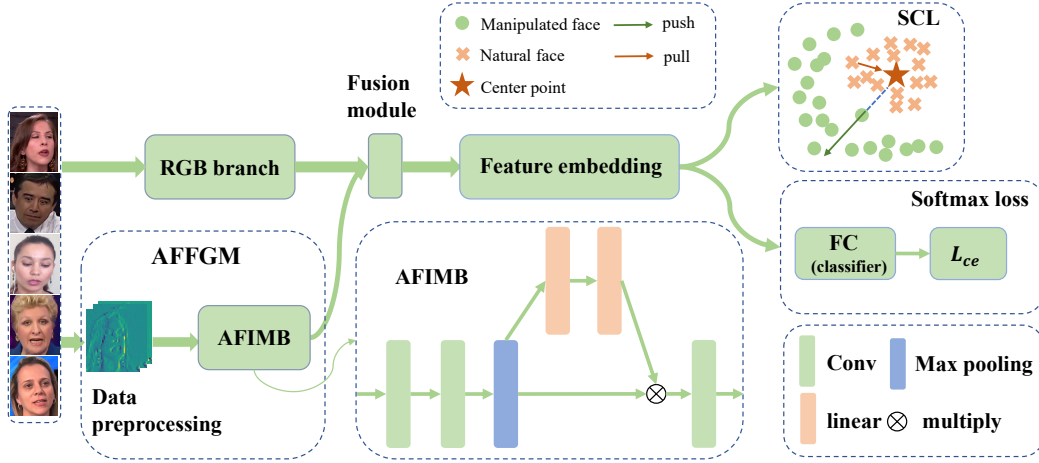 Manipulated face
push
Natural face
pull
Center point
SCL
Fusion
module
RGB branch
Feature embedding
Softmax loss
FC
(classifier)
L_ce
AFFGM
AFIMB
Data
preprocessing
AFIMB
Conv
Max pooling
linear
multiply